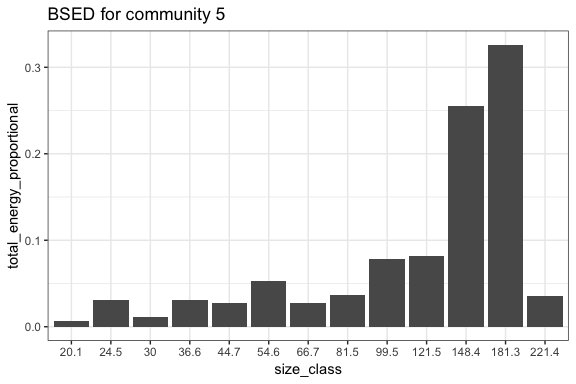 BSED for community 5
total_energy_proportional
0.3
0.2
0.1
0.0
20.1 24.5 30 36.6 44.7 54.6 66.7 81.5 99.5 121.5 148.4 181.3 221.4
size_class